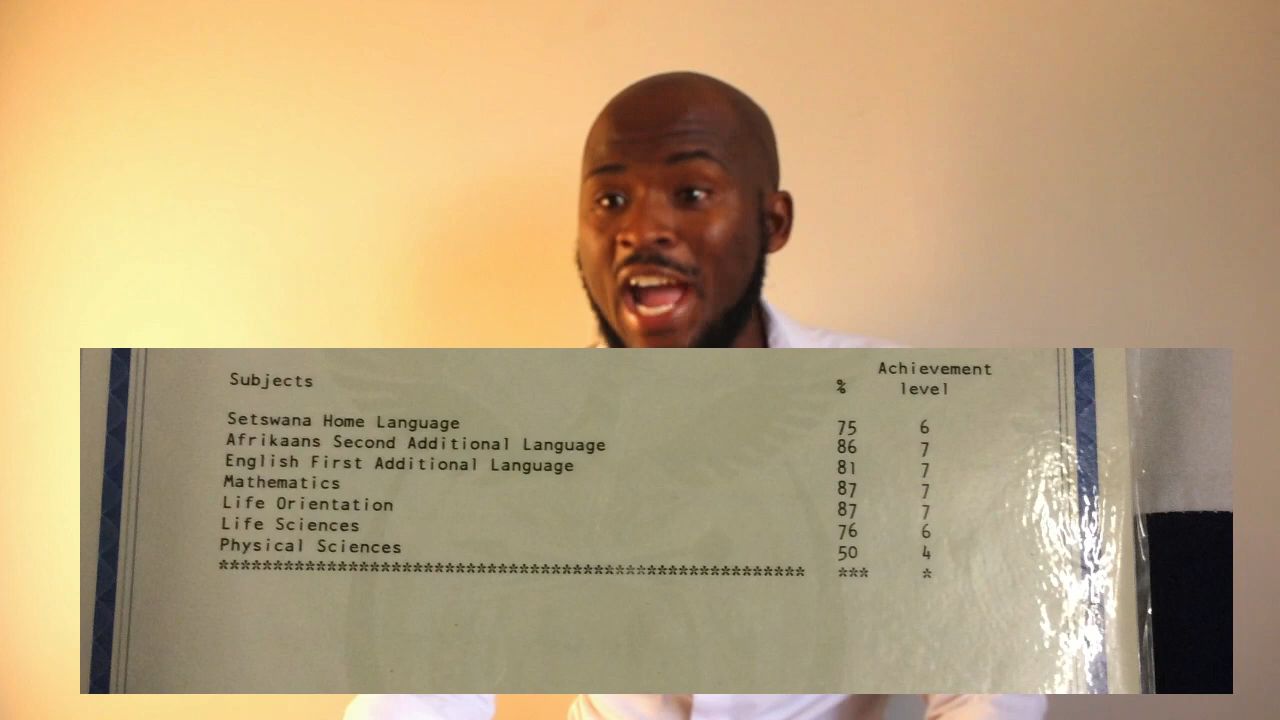 Subjects % Achievement level
Setswana Home Language 75 6
Afrikaans Second Additional Language 86 7
English First Additional Language 81 7
Mathematics 87 7
Life Orientation 87 7
Life Sciences 76 6
Physical Sciences 50 4
****************************************************** *** *